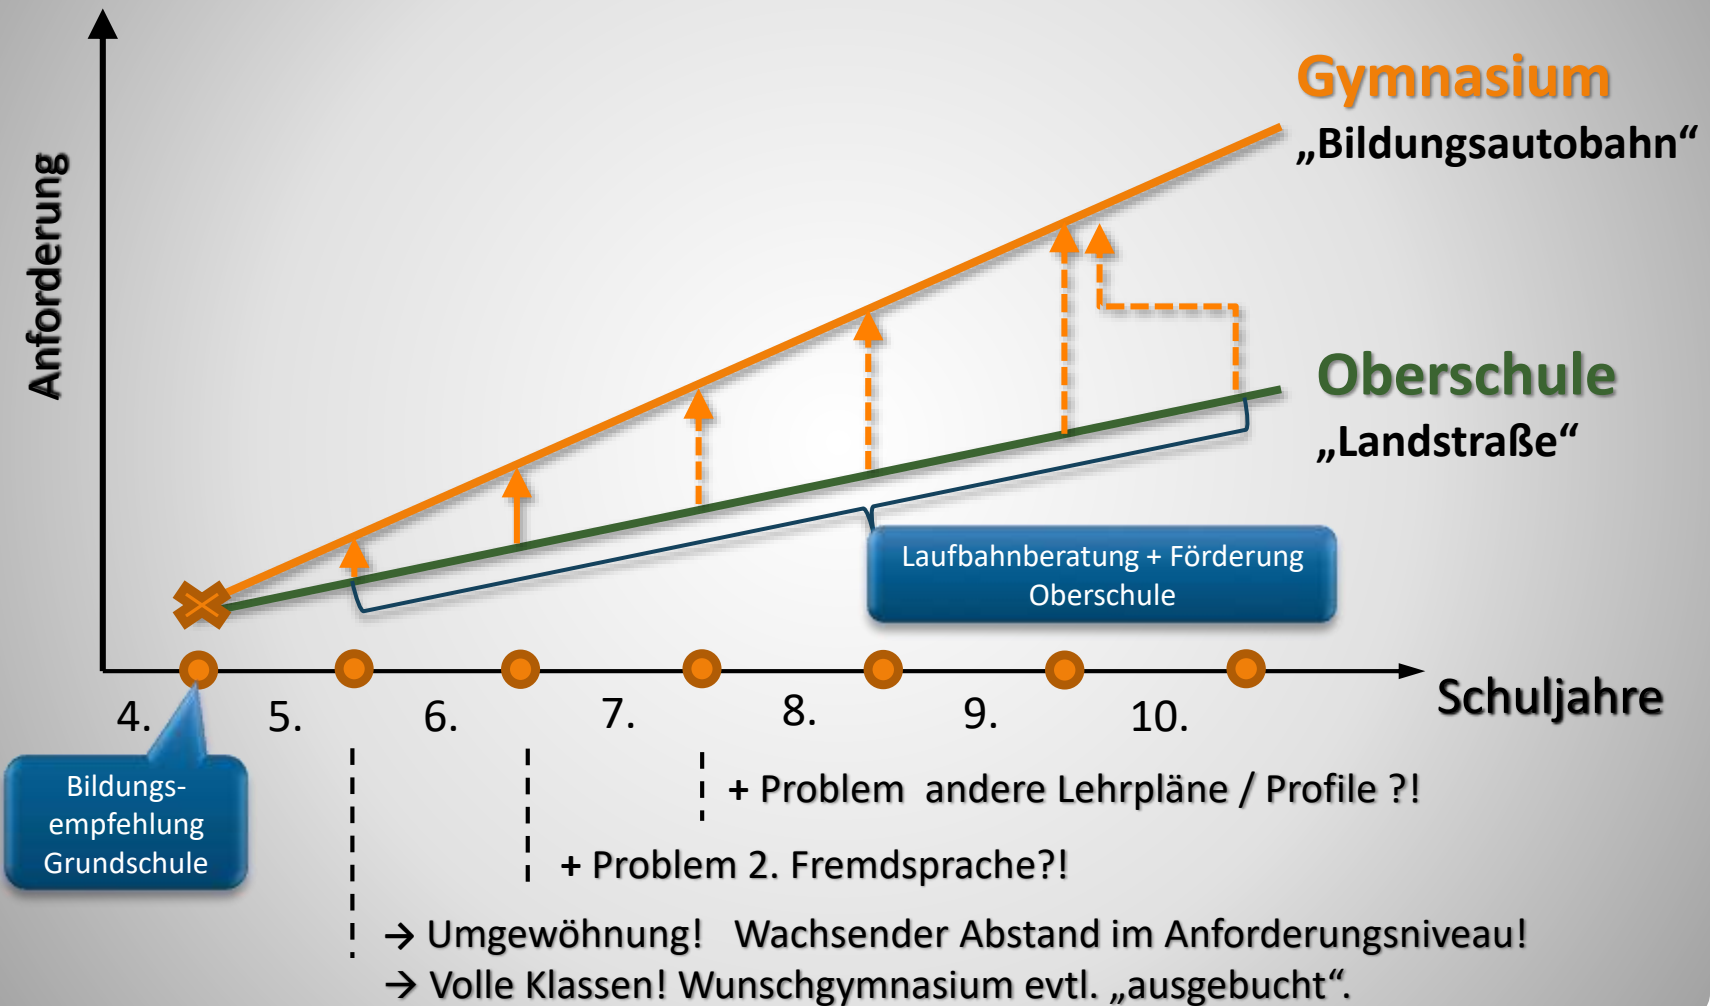 Anforderung
Gymnasium
„Bildungsautobahn“
Oberschule
„Landstraße“
Laufbahnberatung + Förderung
Oberschule
4.
5.
6.
7.
8.
9.
10.
Schuljahre
Bildungs-
empfehlung
Grundschule
+ Problem  andere Lehrpläne / Profile ?!
+ Problem 2. Fremdsprache?!
→ Umgewöhnung!   Wachsender Abstand im Anforderungsniveau!
→ Volle Klassen! Wunschgymnasium evtl. „ausgebucht“.